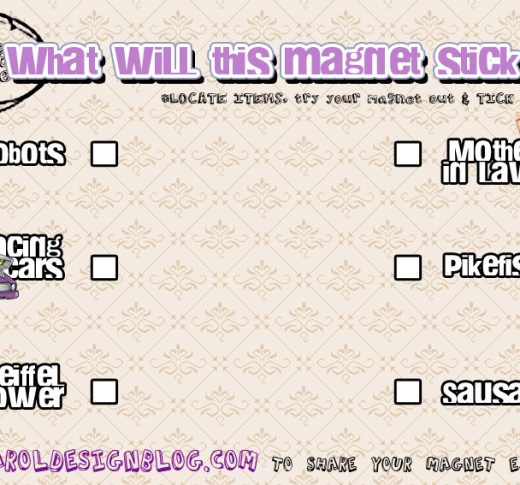 What Will this magnet stick
*LOCATE ITEMS, try your magnet out & TICK
obots
Mothe
in Law
acing
cars
Pikefis
eiffel
ower
sausa
ROLDESIGNBLOG.COM TO SHARE YOUR MAGNET E